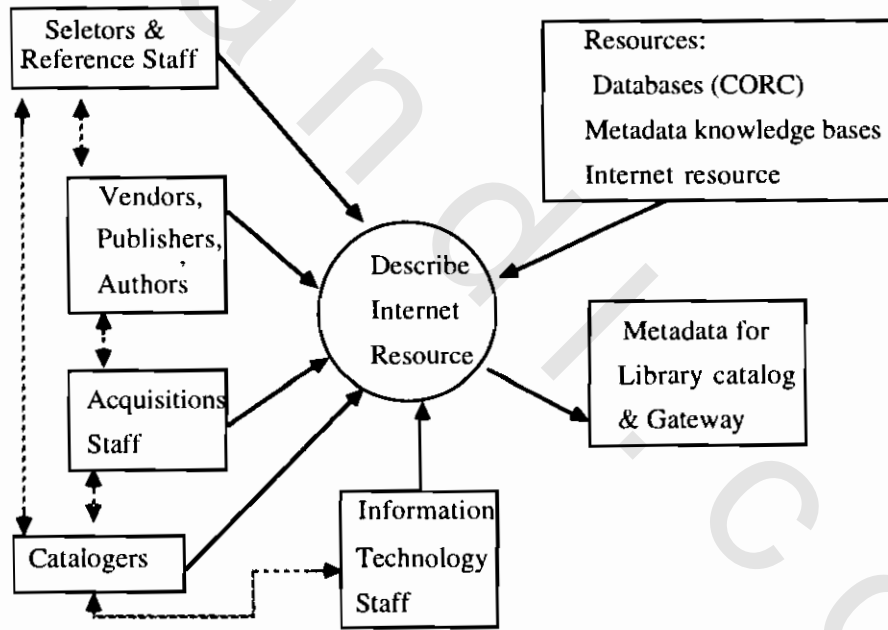 Seletors &
Reference Staff
Resources:
Databases (CORC)
Metadata knowledge bases
Internet resource
Vendors,
Publishers,
Authors'
Describe
Internet
Resource
Metadata for
Library catalog
& Gateway
Acquisitions
Staff
Catalogers
Information
Technology
Staff